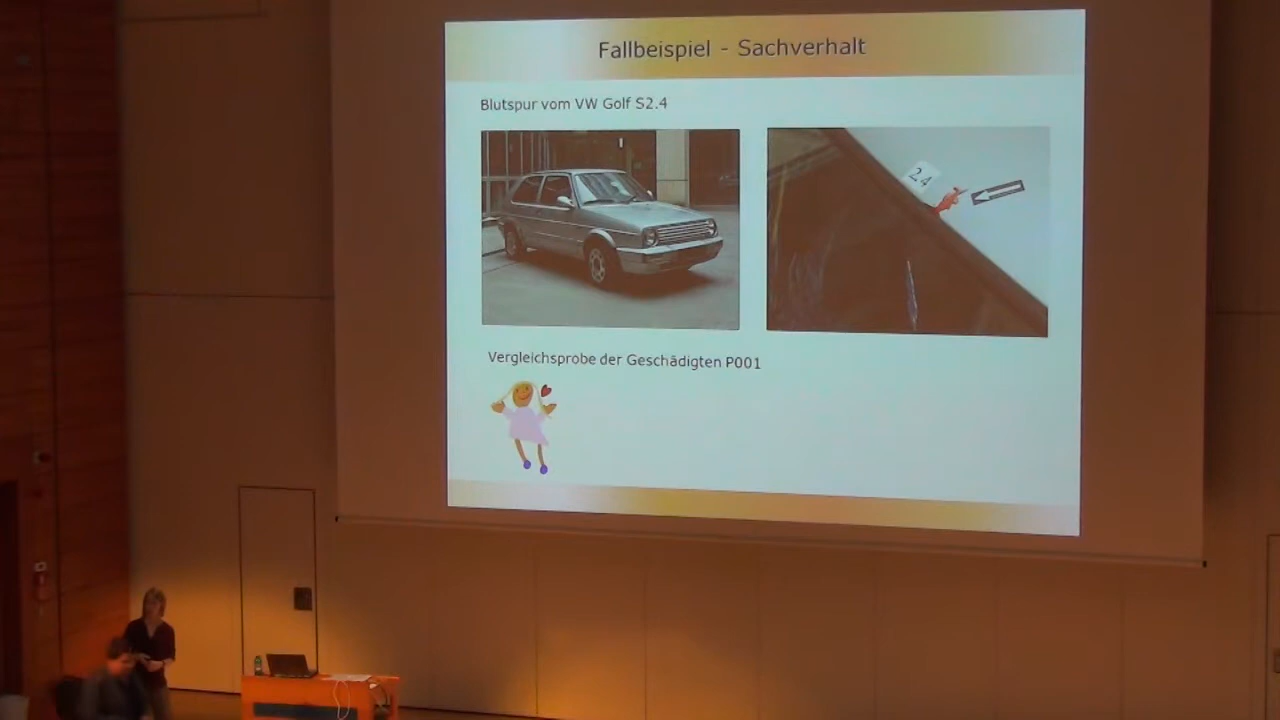 Fallbeispiel - Sachverhalt
Blutspur vom VW Golf S2.4
2.4
Vergleichsprobe der Geschädigten P001